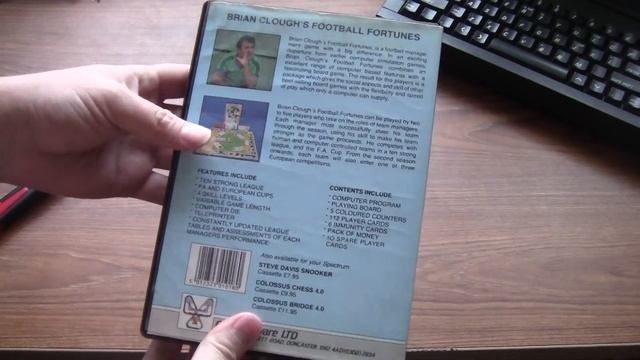 BRIAN CLOUGH'S FOOTBALL FORTUNES
Brian Clough's Football Fortunes, is a football manage-
ment game with a big difference. In an exciting
departure from earlier computer simulation games,
Brian Clough's Football Fortunes combines an
excellent range of computer based features with a
fascinating board game. The result for the player is a
package which gives the social aspects and skill of other
best selling board games with the flexibility and speed
of play which only a computer can supply.
Brian Clough's Football Fortunes can be played by two
to five players who take on the roles of team managers.
Each manager must successfully steer his team
through the season, using his skill to make his team
stronger as the game proceeds. He competes with
human and computer controlled teams in a ten strong
league, and the F.A. Cup. From the second season
onwards, each team will also enter one of three
European competitions.
FEATURES INCLUDE
* TEN STRONG LEAGUE
* FA AND EUROPEAN CUPS
* 4 SKILL LEVELS
* VARIABLE GAME LENGTH
* COMPUTER DIE
* TELEPRINTER
* CONSTANTLY UPDATED LEAGUE
TABLES AND ASSESSMENTS OF EACH
MANAGERS PERFORMANCE
CONTENTS INCLUDE
* COMPUTER PROGRAM
* PLAYING BOARD
* 5 COLOURED COUNTERS
* 112 PLAYER CARDS
* 6 IMMUNITY CARDS
* PACK OF MONEY
* 40 SPARE PLAYER
CARDS
Also available for your Spectrum
STEVE DAVIS SNOOKER
Cassette £7.95
COLOSSUS CHESS 4.0
Cassette £9.95
COLOSSUS BRIDGE 4.0
Cassette £11.95
LTD
ROAD, DONCASTER,